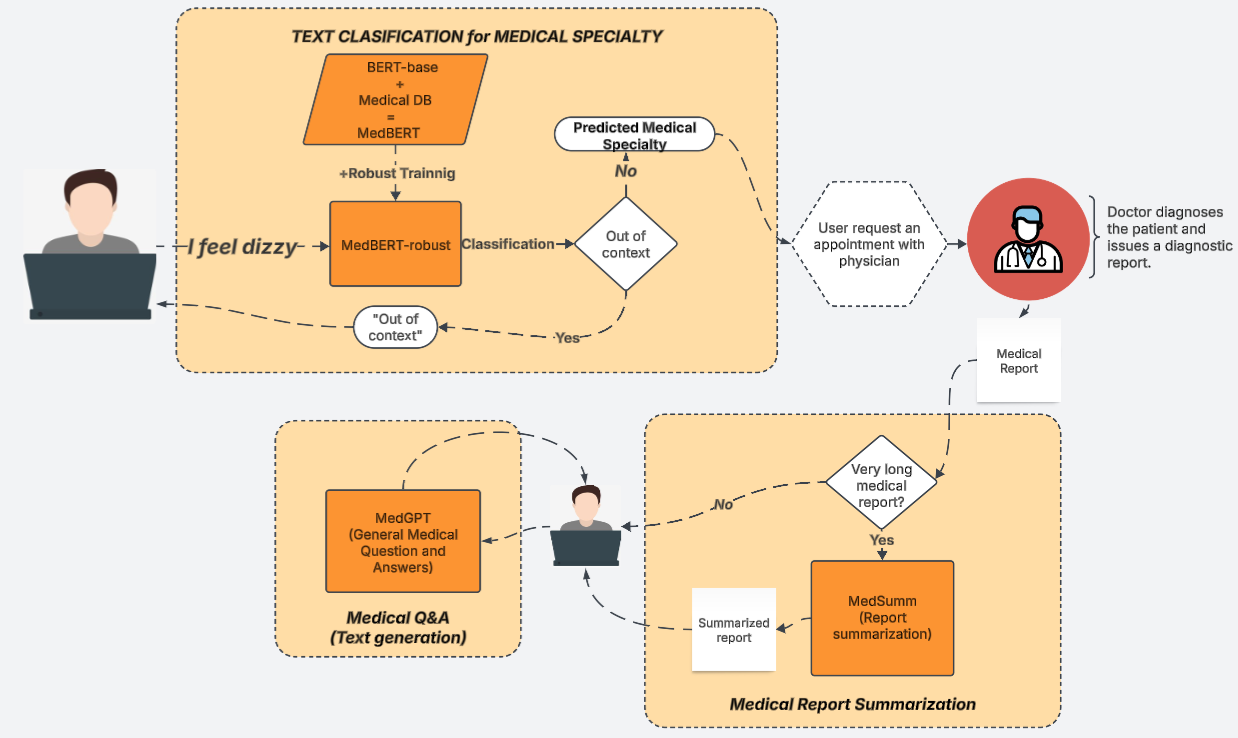 TEXT CLASIFICATION for MEDICAL SPECIALTY
BERT-base
+
Medical DB
=
MedBERT
+Robust Trainnig
Predicted Medical
Specialty
No
I feel dizzy
MedBERT-robust
Classification
Out of
context
User request an
appointment with
physician
Doctor diagnoses
the patient and
issues a diagnostic
report.
"Out of
context"
Yes
Medical
Report
Very long
medical
report?
No
Yes
MedGPT
(General Medical
Question and
Answers)
Medical Q&A
(Text generation)
MedSumm
(Report
summarization)
Summarized
report
Medical Report Summarization